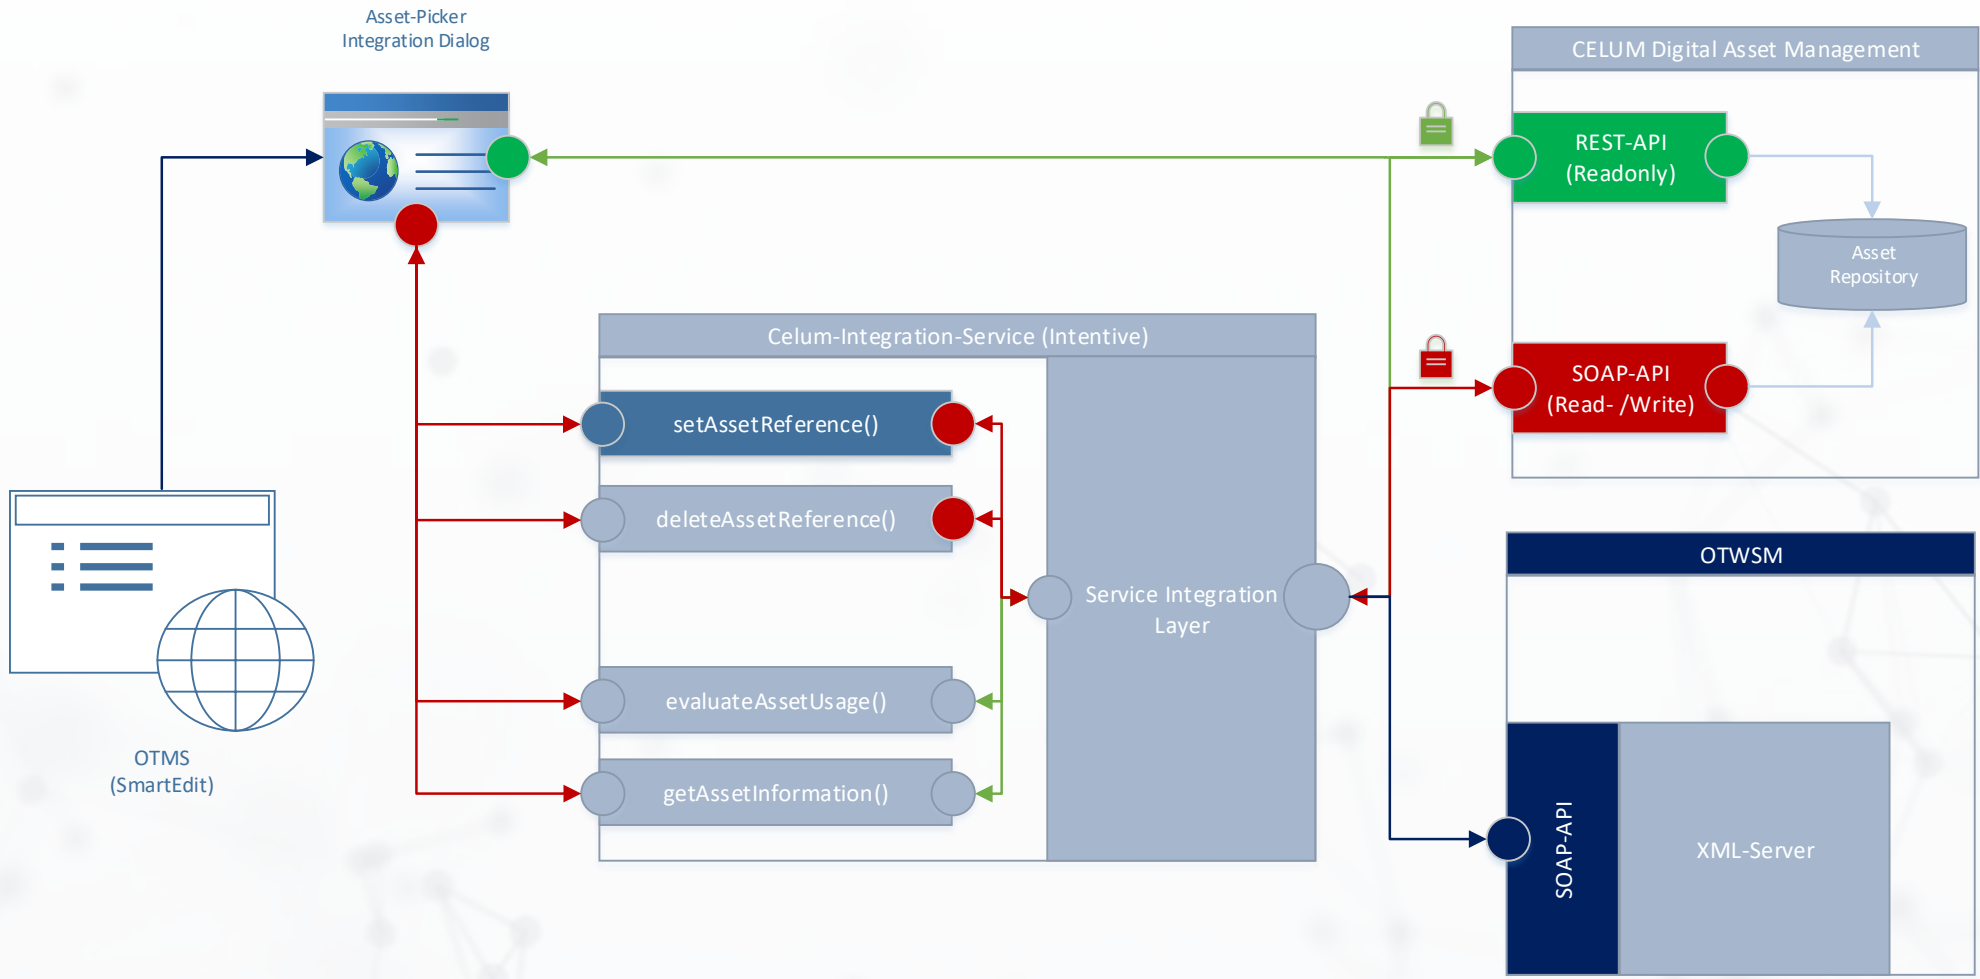 Asset-Picker
Integration Dialog
CELUM Digital Asset Management
REST-API
(Readonly)
Asset
Repository
Celum-Integration-Service (Intentive)
SOAP-API
(Read- /Write)
setAssetReference()
deleteAssetReference()
Service Integration
Layer
evaluateAssetUsage()
getAssetInformation()
OTMS
(SmartEdit)
OTWSM
SOAP-API
XML-Server